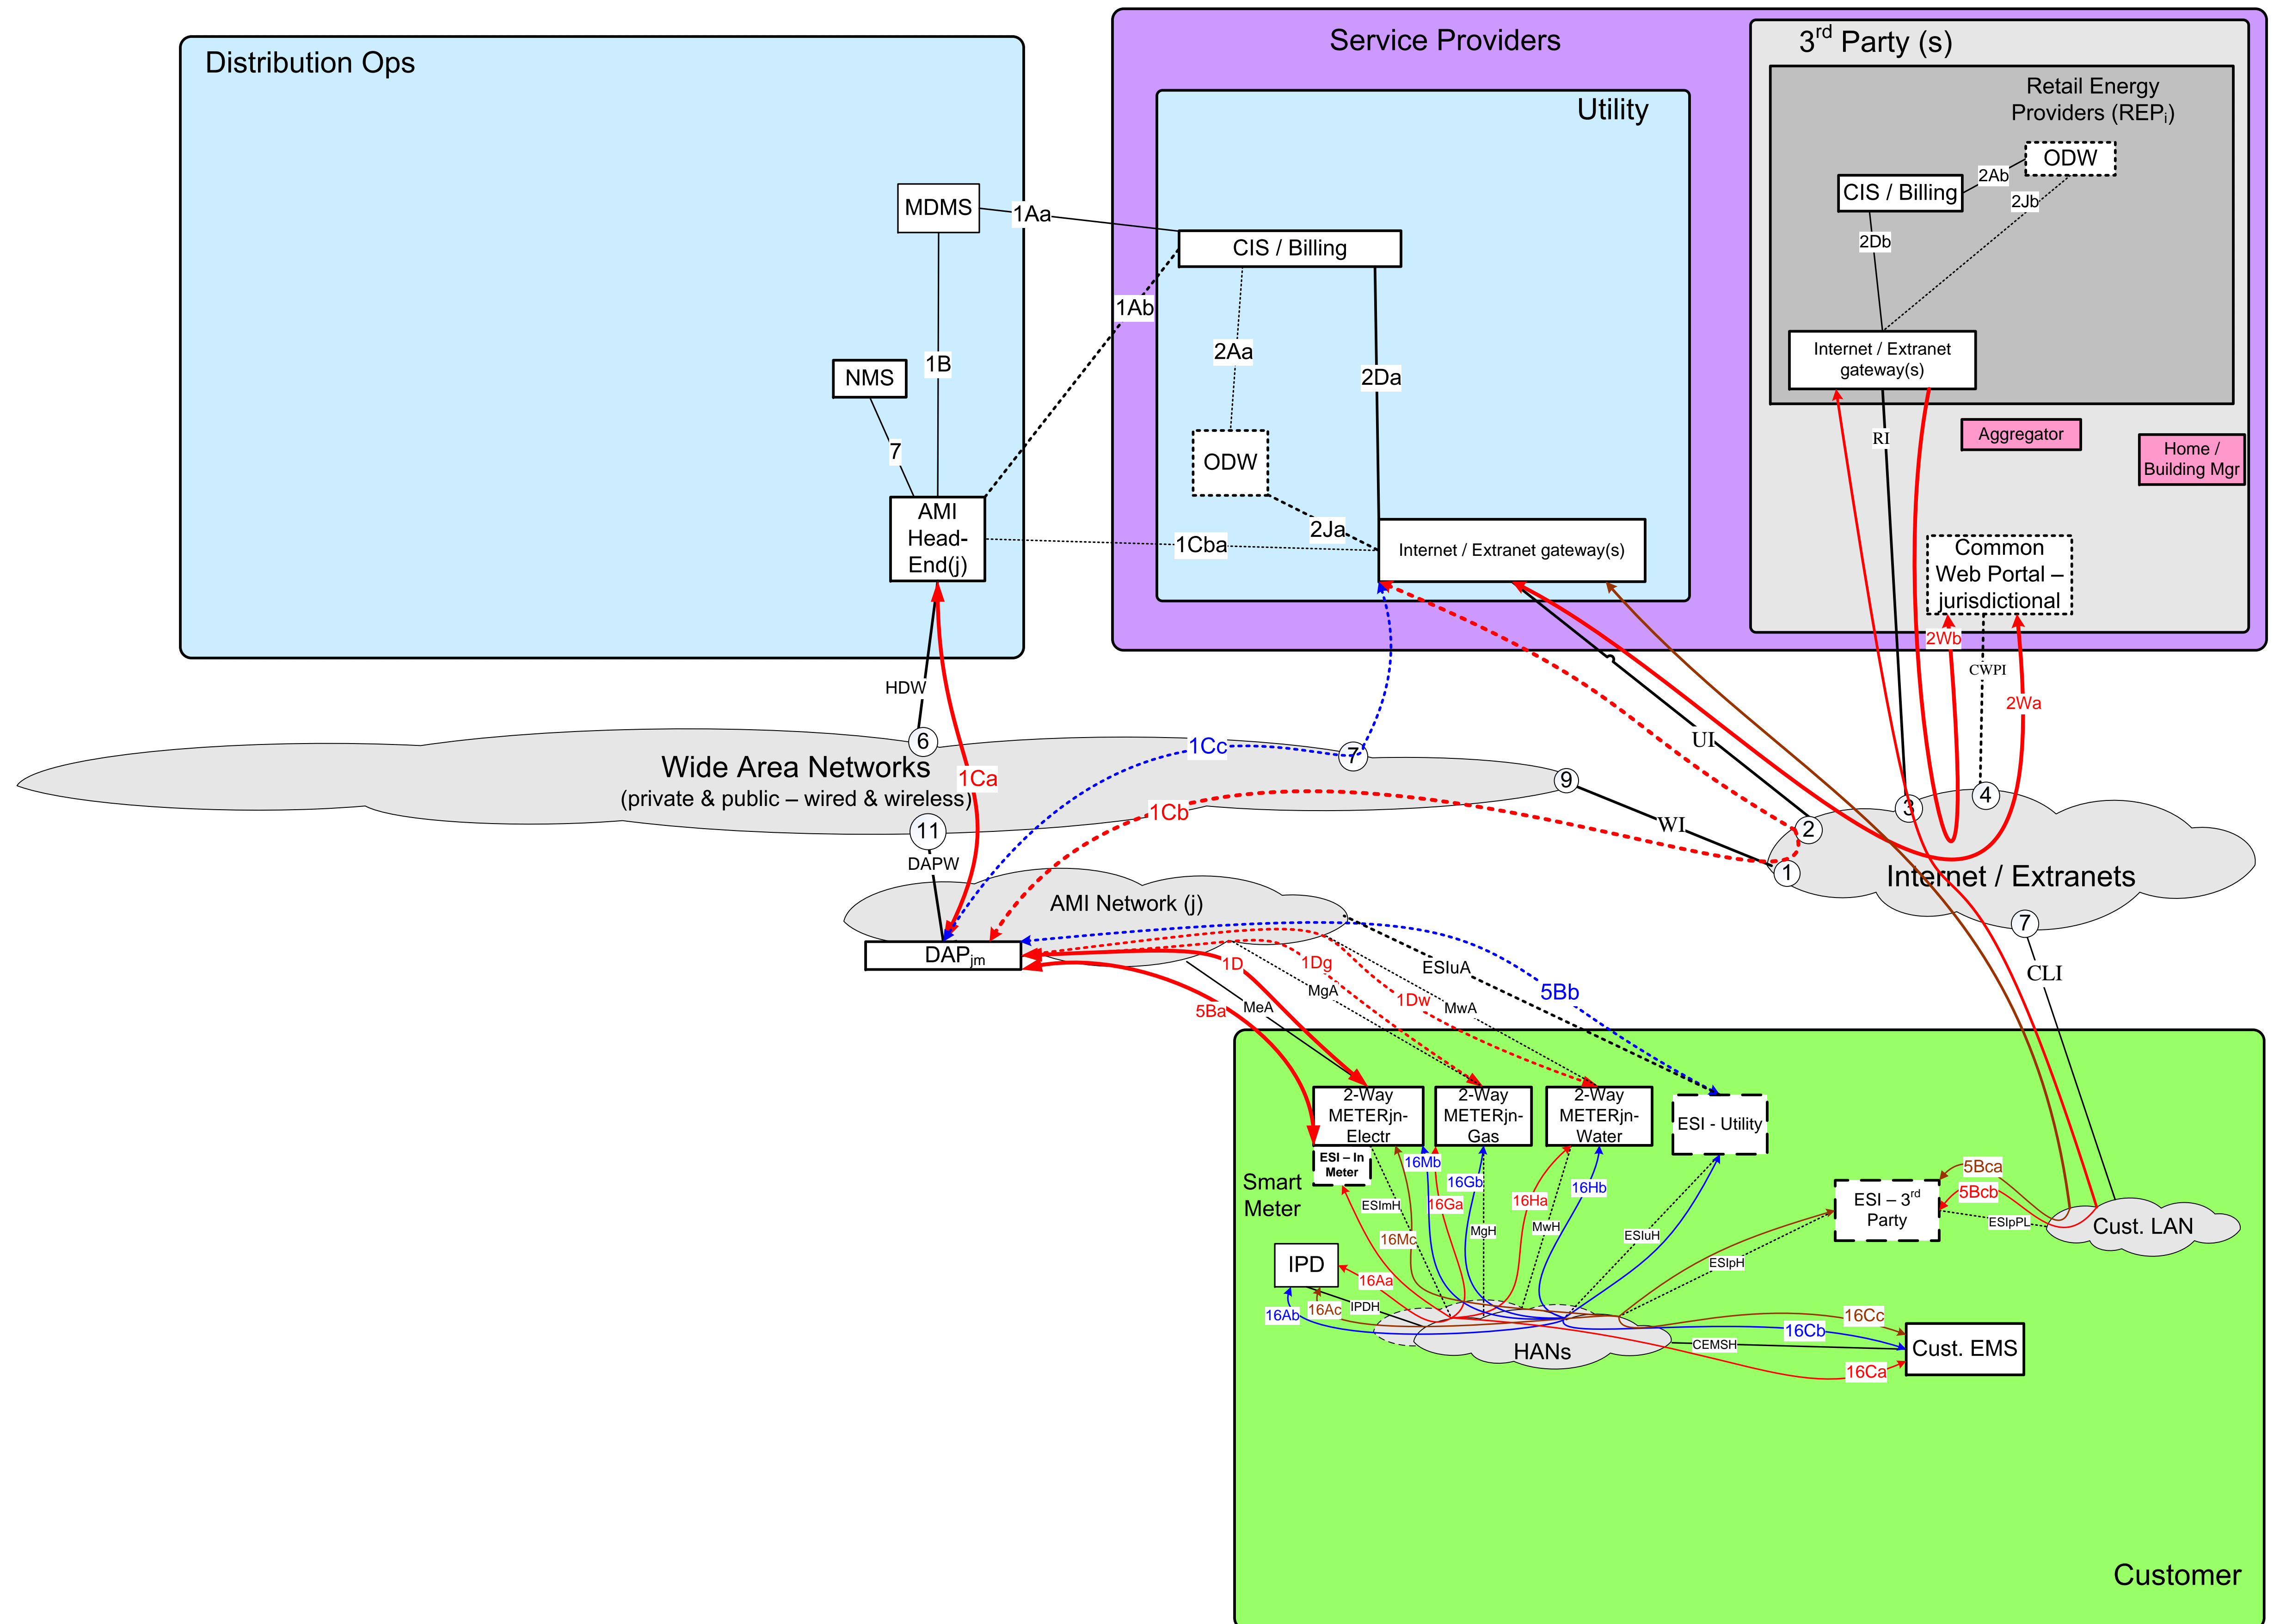 Distribution Ops
Service Providers
3rd Party (s)
Utility
Retail Energy
Providers (REPi)
ODW
2Ab
CIS / Billing
2Jb
2Db
MDMS
1Aa
CIS / Billing
1Ab
1B
2Aa
2Da
NMS
7
ODW
2Ja
Internet / Extranet
gateway(s)
RI
Aggregator
Home /
Building Mgr
AMI
Head-
End(j)
1Cba
Internet / Extranet gateway(s)
Common
Web Portal –
jurisdictional
2Wb
CWPI
2Wa
HDW
6
Wide Area Networks
(private & public – wired & wireless)
1Ca
1Cc
7
9
UI
1Cb
WI
11
DAPW
1
2
3
4
Internet / Extranets
7
CLI
AMI Network (j)
DAPjm
1D
1Dg
MgA
ESIuA
1Dw
MwA
5Bb
5Ba
MeA
2-Way
METERjn-
Electr
2-Way
METERjn-
Gas
2-Way
METERjn-
Water
ESI - Utility
ESI – In
Meter
Smart
Meter
16Mb
16Gb
16Ga
16Ha
16Hb
ESImH
16Mc
MgH
MwH
ESIuH
ESIpH
5Bca
5Bcb
ESI – 3rd
Party
ESIpPL
Cust. LAN
IPD
16Aa
16Ab
16Ac
IPDH
HANs
16Cc
16Cb
CEMSH
16Ca
Cust. EMS
Customer